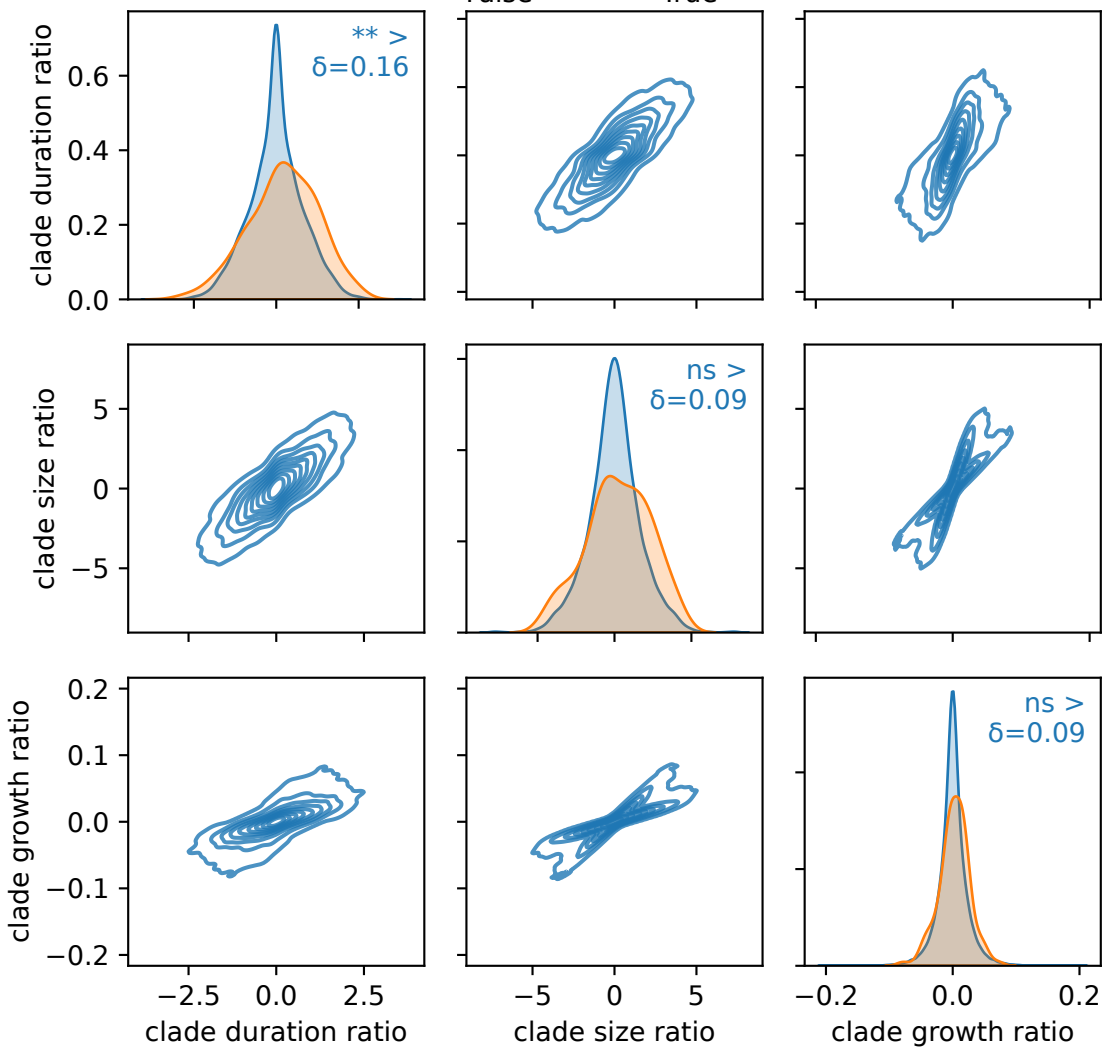 False True
** >
δ=0.16
clade duration ratio
0.6
0.4
0.2
0.0
ns >
δ=0.09
clade size ratio
5
0
−5
ns >
δ=0.09
clade growth ratio
0.2
0.1
0.0
−0.1
−0.2
−2.5 0.0 2.5 −5 0 5 −0.2 0.0 0.2
clade duration ratio clade size ratio clade growth ratio